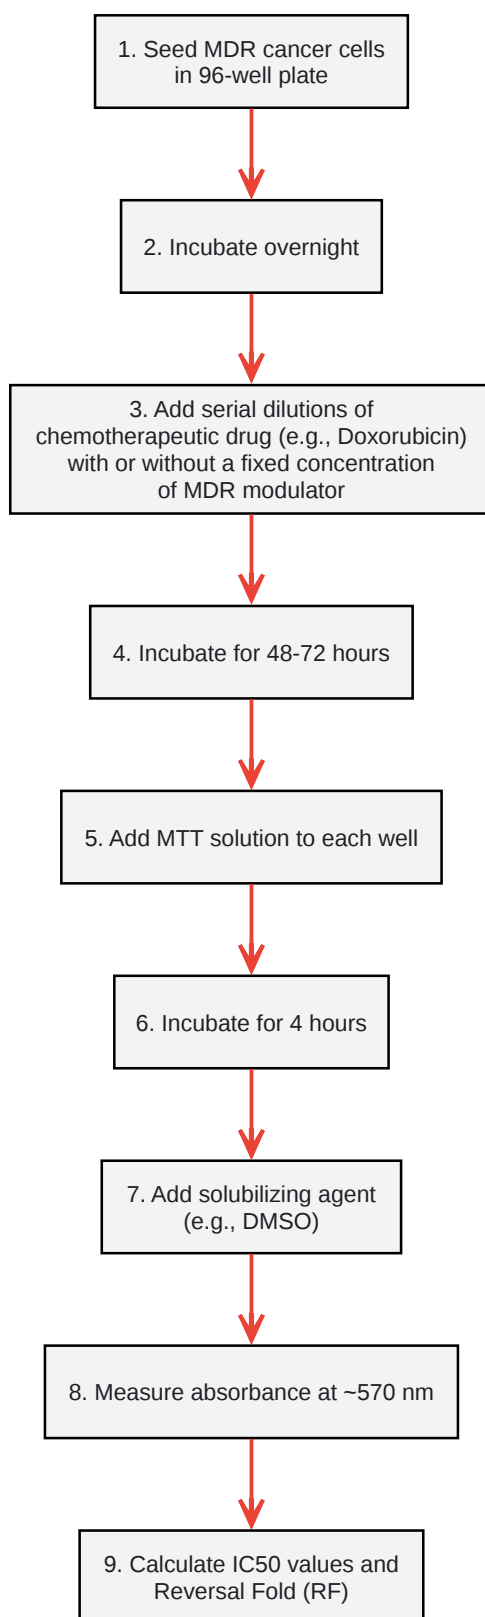 1. Seed MDR cancer cells
in 96-well plate
2. Incubate overnight
3. Add serial dilutions of
chemotherapeutic drug (e.g., Doxorubicin)
with or without a fixed concentration
of MDR modulator
4. Incubate for 48-72 hours
5. Add MTT solution to each well
6. Incubate for 4 hours
7. Add solubilizing agent
(e.g., DMSO)
8. Measure absorbance at ~570 nm
9. Calculate IC50 values and
Reversal Fold (RF)